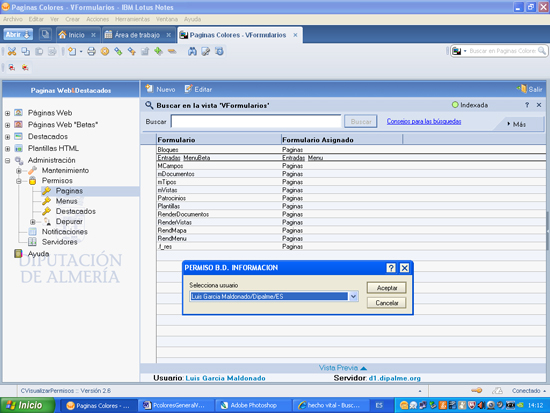 Paginas Colores - VFormularios - IBM Lotus Notes
Archivo Editar Ver Crear Acciones Herramientas Ventana Ayuda
Abrir Inicio Área de trabajo Paginas Colores - VFormularios
Buscar en Paginas Colore
Paginas Web&Destacados
Nuevo Editar Salir
Páginas Web
Páginas Web "Betas"
Destacados
Plantillas HTML
Administración
Mantenimiento
Permisos
Paginas
Menus
Destacados
Depurar
Notificaciones
Servidores
Ayuda
DIPUTACIÓN
DE ALMERÍA
Buscar en la vista 'VFormularios' Indexada ? ×
Buscar Buscar Consejos para las búsquedas Más
Formulario Formulario Asignado
Bloques Paginas
Entradas MenuBeta Entradas Menu
MCampos Paginas
mDocumentos Paginas
mTipos Paginas
mVistas Paginas
Patrocinios Paginas
Plantillas Paginas
RenderDocumentos Paginas
RenderVistas Paginas
RendMapa Paginas
RendMenu Paginas
f_res Paginas
PERMISO B.D. INFORMACION
Selecciona usuario
Luis Garcia Maldonado/Dipalme/ES
Aceptar
Cancelar
Vista Previa
Usuario: Luis Garcia Maldonado Servidor: d1.dipalme.org
CVisualizarPermisos :: Versión 2.6 Conectado
Inicio Paginas Colores - ... PcoloresGeneralV... Adobe Photoshop hecho vital - Busc... ES 14:12